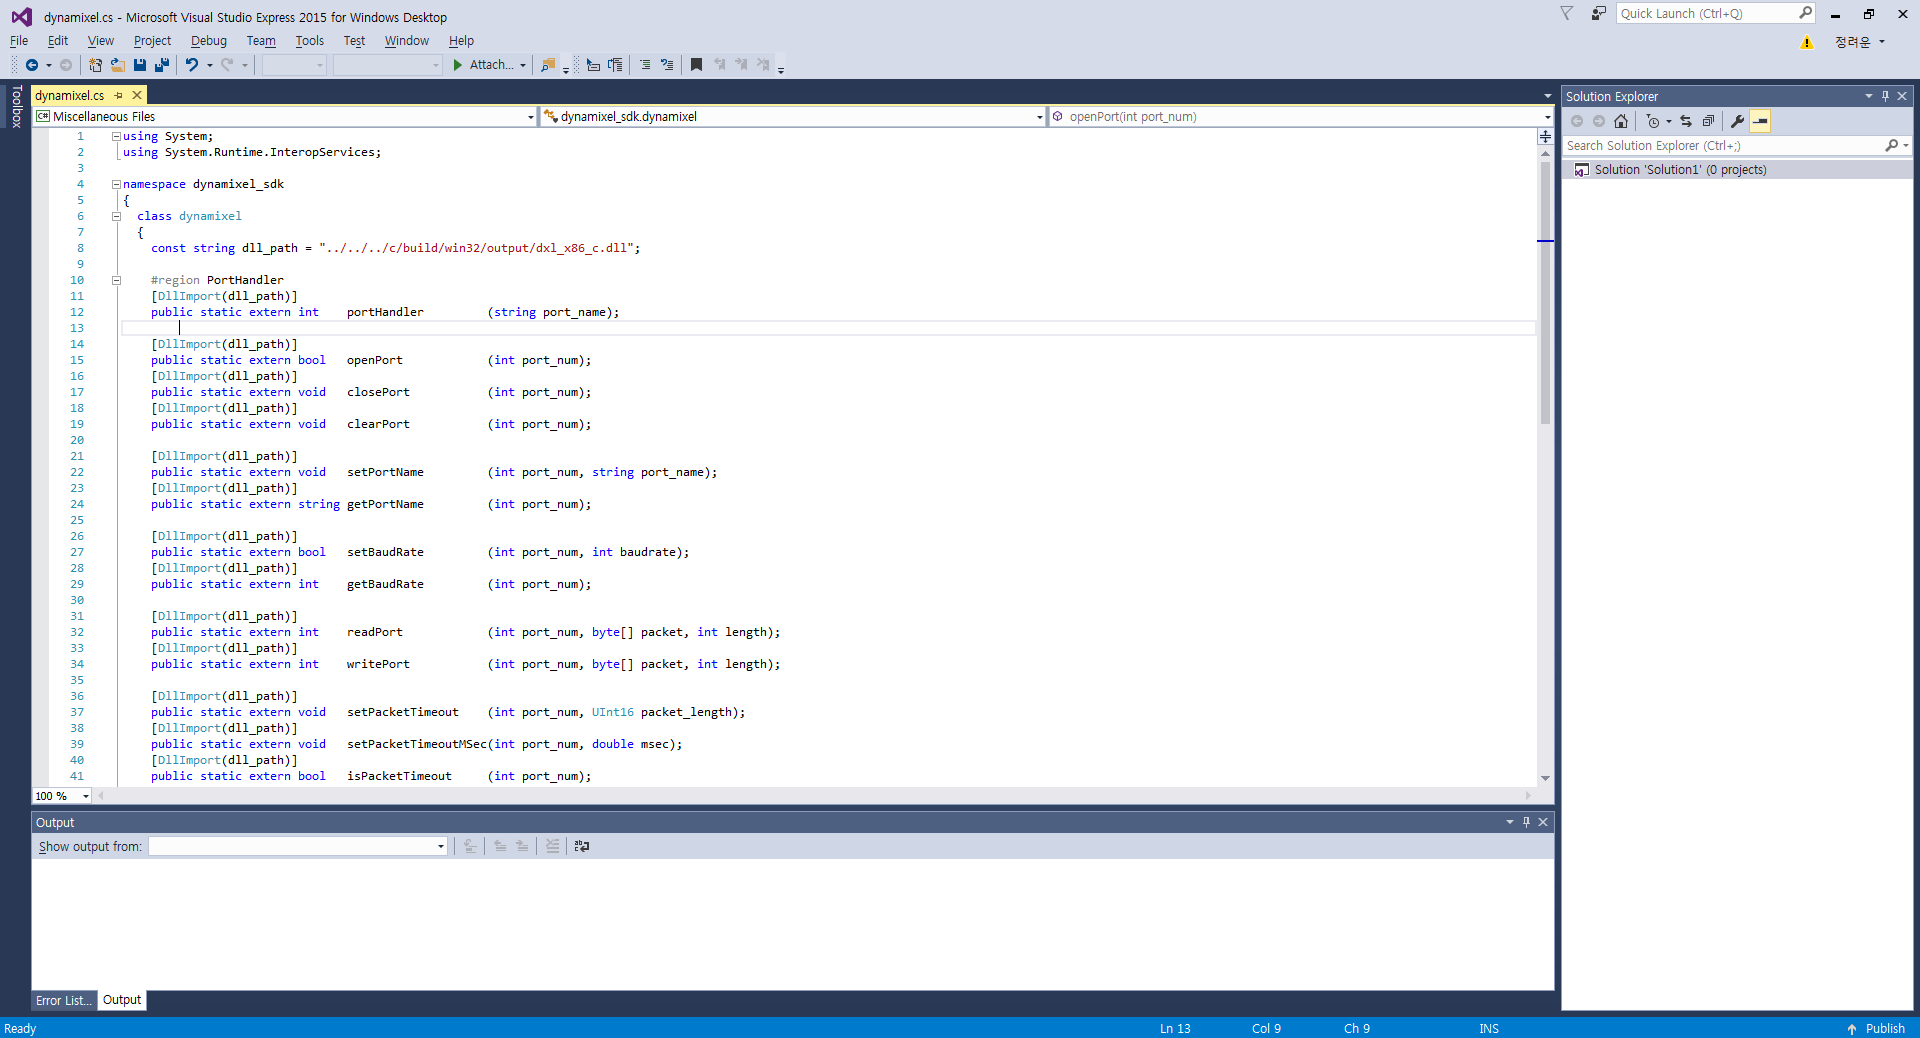 dynamixel.cs - Microsoft Visual Studio Express 2015 for Windows Desktop
Quick Launch (Ctrl+Q)
File Edit View Project Debug Team Tools Test Window Help
정려운
Attach...
Toolbox
dynamixel.cs
Miscellaneous Files
dynamixel_sdk.dynamixel
openPort(int port_num)
1 using System;
2 using System.Runtime.InteropServices;
3
4 namespace dynamixel_sdk
5 {
6 class dynamixel
7 {
8 const string dll_path = "../../../c/build/win32/output/dxl_x86_c.dll";
9
10 #region PortHandler
11 [DllImport(dll_path)]
12 public static extern int portHandler (string port_name);
13
14 [DllImport(dll_path)]
15 public static extern bool openPort (int port_num);
16 [DllImport(dll_path)]
17 public static extern void closePort (int port_num);
18 [DllImport(dll_path)]
19 public static extern void clearPort (int port_num);
20
21 [DllImport(dll_path)]
22 public static extern void setPortName (int port_num, string port_name);
23 [DllImport(dll_path)]
24 public static extern string getPortName (int port_num);
25
26 [DllImport(dll_path)]
27 public static extern bool setBaudRate (int port_num, int baudrate);
28 [DllImport(dll_path)]
29 public static extern int getBaudRate (int port_num);
30
31 [DllImport(dll_path)]
32 public static extern int readPort (int port_num, byte[] packet, int length);
33 [DllImport(dll_path)]
34 public static extern int writePort (int port_num, byte[] packet, int length);
35
36 [DllImport(dll_path)]
37 public static extern void setPacketTimeout (int port_num, UInt16 packet_length);
38 [DllImport(dll_path)]
39 public static extern void setPacketTimeoutMSec(int port_num, double msec);
40 [DllImport(dll_path)]
41 public static extern bool isPacketTimeout (int port_num);
100 %
Output
Show output from:
Error List... Output
Solution Explorer
Search Solution Explorer (Ctrl+;)
Solution 'Solution1' (0 projects)
Ready Ln 13 Col 9 Ch 9 INS Publish